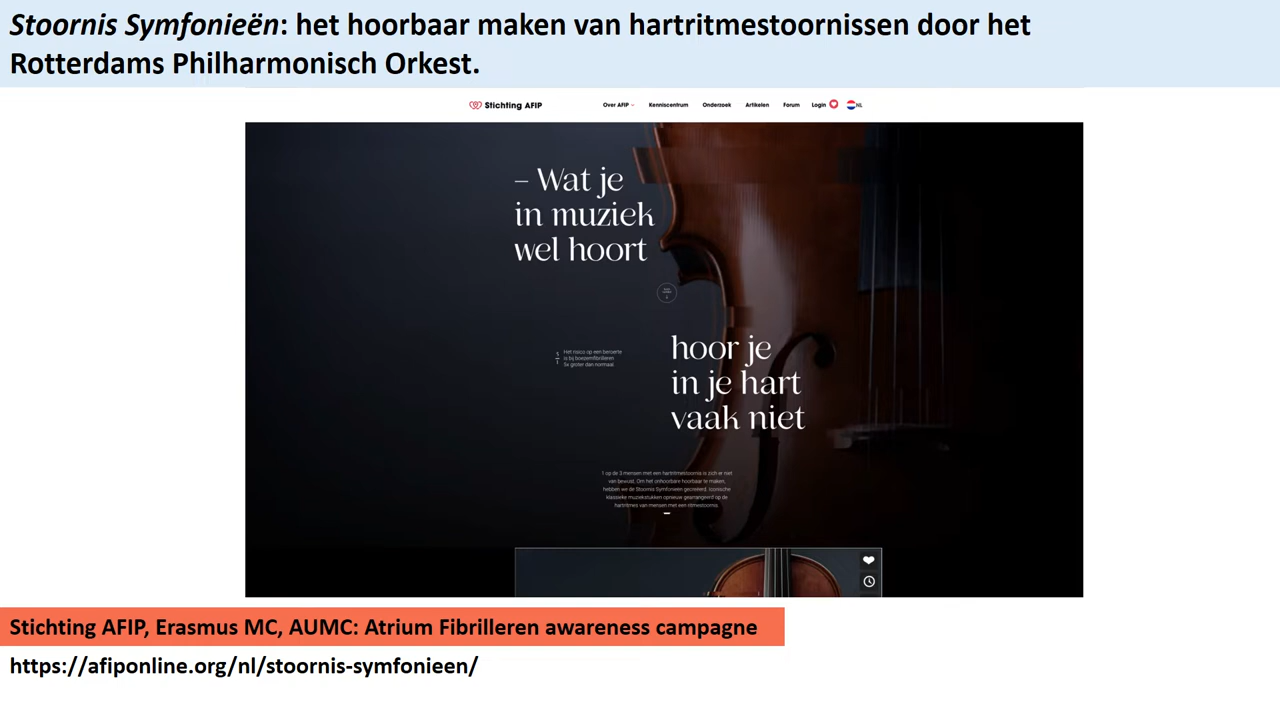 Stoornis Symfonieën: het hoorbaar maken van hartritmestoornissen door het
Rotterdams Philharmonisch Orkest.
Stichting AFIP
Over AFIP Kenniscentrum Onderzoek Artikelen Forum Login NL
– Wat je
in muziek
wel hoort
hoor je
in je hart
vaak niet
5
1
Het risico op een beroerte
is bij boezemfibrilleren
5x groter dan normaal
1 op de 3 mensen met een hartritmestoornis is zich er niet
van bewust. Om het onhoorbare hoorbaar te maken,
hebben we de Stoornis Symfonieën gecreëerd. Iconische
klassieke muziekstukken opnieuw gearrangeerd op de
hartritmes van mensen met een ritmestoornis.
Stichting AFIP, Erasmus MC, AUMC: Atrium Fibrilleren awareness campagne
https://afiponline.org/nl/stoornis-symfonieen/